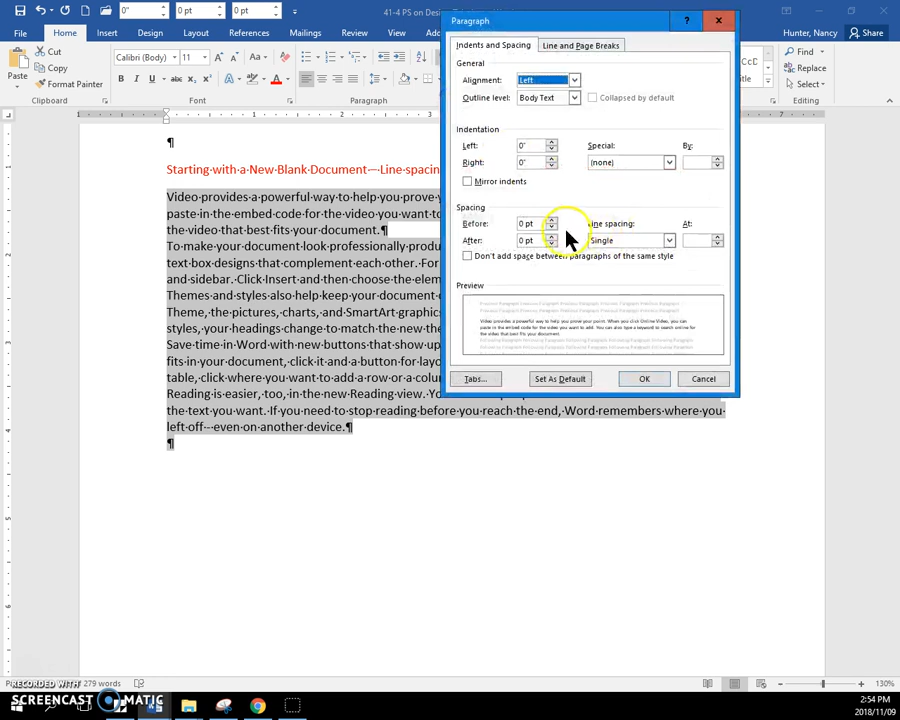 0"
0 pt
0 pt
41-4 PS on Design
Hunter, Nancy
Share
File
Home
Insert
Design
Layout
References
Mailings
Review
View
Paste
Cut
Copy
Calibri (Body)
11
Find
Replace
Select
Clipboard
Font
Paragraph
Editing
Paragraph
Indents and Spacing
Line and Page Breaks
General
Alignment:
Left
Outline level:
Body Text
Collapsed by default
Indentation
Left:
0"
Special:
By:
Right:
0"
(none)
Mirror indents
Spacing
Before:
0 pt
Line spacing:
At:
After:
0 pt
Single
Don't add space between paragraphs of the same style
Preview
Tabs...
Set As Default
OK
Cancel
¶
Starting·with·a·New·Blank·Document·-·Line·spacin
Video·provides·a·powerful·way·to·help·you·prove·y
paste·in·the·embed·code·for·the·video·you·want·t
the·video·that·best·fits·your·document.¶
To·make·your·document·look·professionally·produ
text·box·designs·that·complement·each·other.·For
and·sidebar.·Click·Insert·and·then·choose·the·elem
Themes·and·styles·also·help·keep·your·document·
Theme,·the·pictures,·charts,·and·SmartArt·graphics
styles,·your·headings·change·to·match·the·new·the
Save·time·in·Word·with·new·buttons·that·show·up
fits·in·your·document,·click·it·and·a·button·for·layo
table,·click·where·you·want·to·add·a·row·or·a·colu
Reading·is·easier,·too,·in·the·new·Reading·view.·Yo
the·text·you·want.·If·you·need·to·stop·reading·before·you·reach·the·end,·Word·remembers·where·you·
left·off·-·even·on·another·device.¶
¶
279 words
130%
RECORDED WITH
SCREENCAST MATIC
2:54 PM
2018/11/09